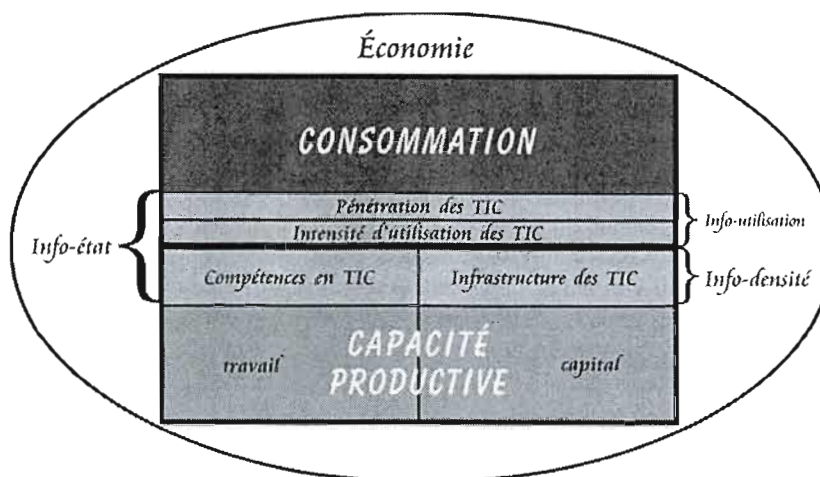 Économie
CONSOMMATION
Pénétration des TIC
Intensité d'utilisation des TIC
Info-utilisation
Info-état
Compétences en TIC
Infrastructure des TIC
Info-densité
travail
CAPACITÉ
PRODUCTIVE
capital